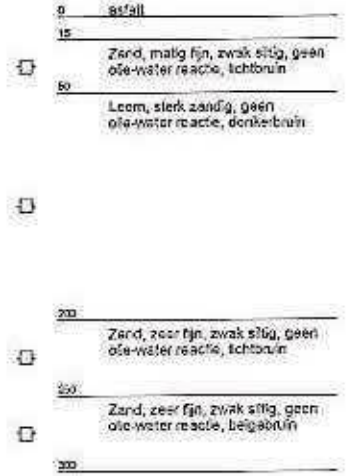 0 asfalt
15
Zand, matig fijn, zwak siltig, geen
olie-water reactie, lichtbruin
50
Leem, sterk zandig, geen
olie-water reactie, donkerbruin
200
Zand, zeer fijn, zwak siltig, geen
olie-water reactie, lichtbruin
250
Zand, zeer fijn, zwak siltig, geen
olie-water reactie, beigebruin
300